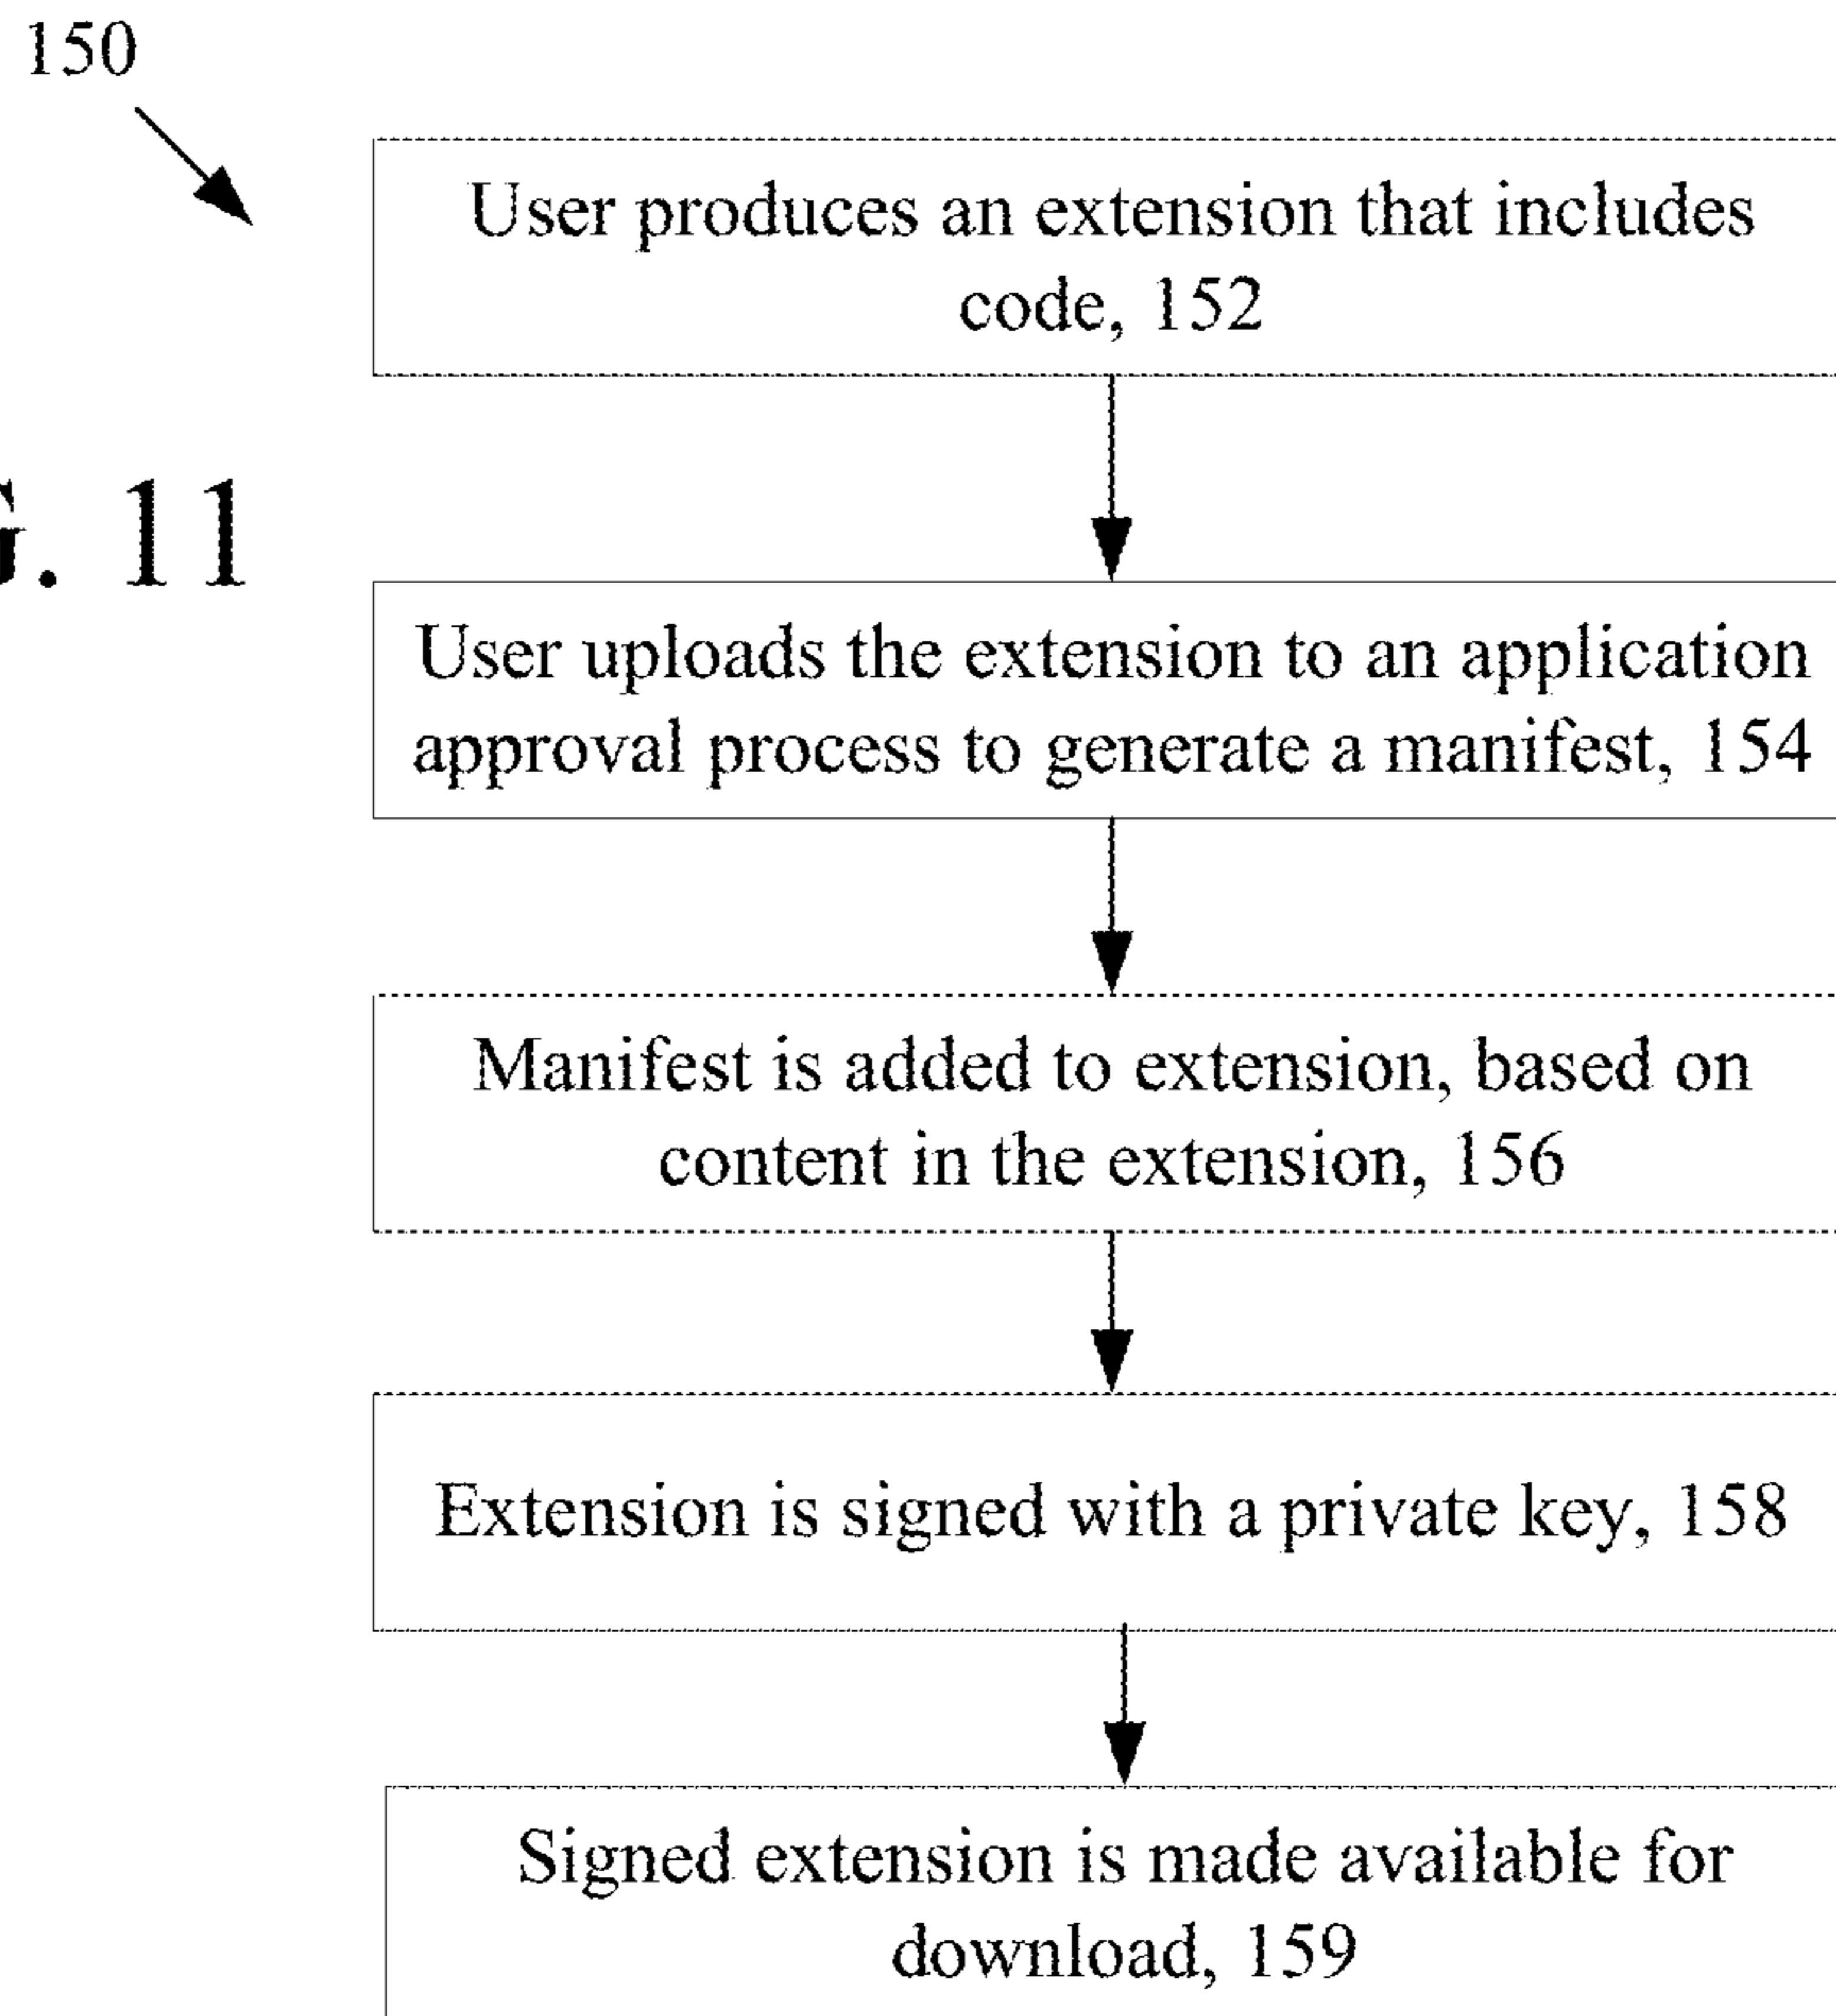 150
User produces an extension that includes
code, 152
G. 11
User uploads the extension to an application
approval process to generate a manifest, 154
Manifest is added to extension, based on
content in the extension, 156
Extension is signed with a private key, 158
Signed extension is made available for
download, 159